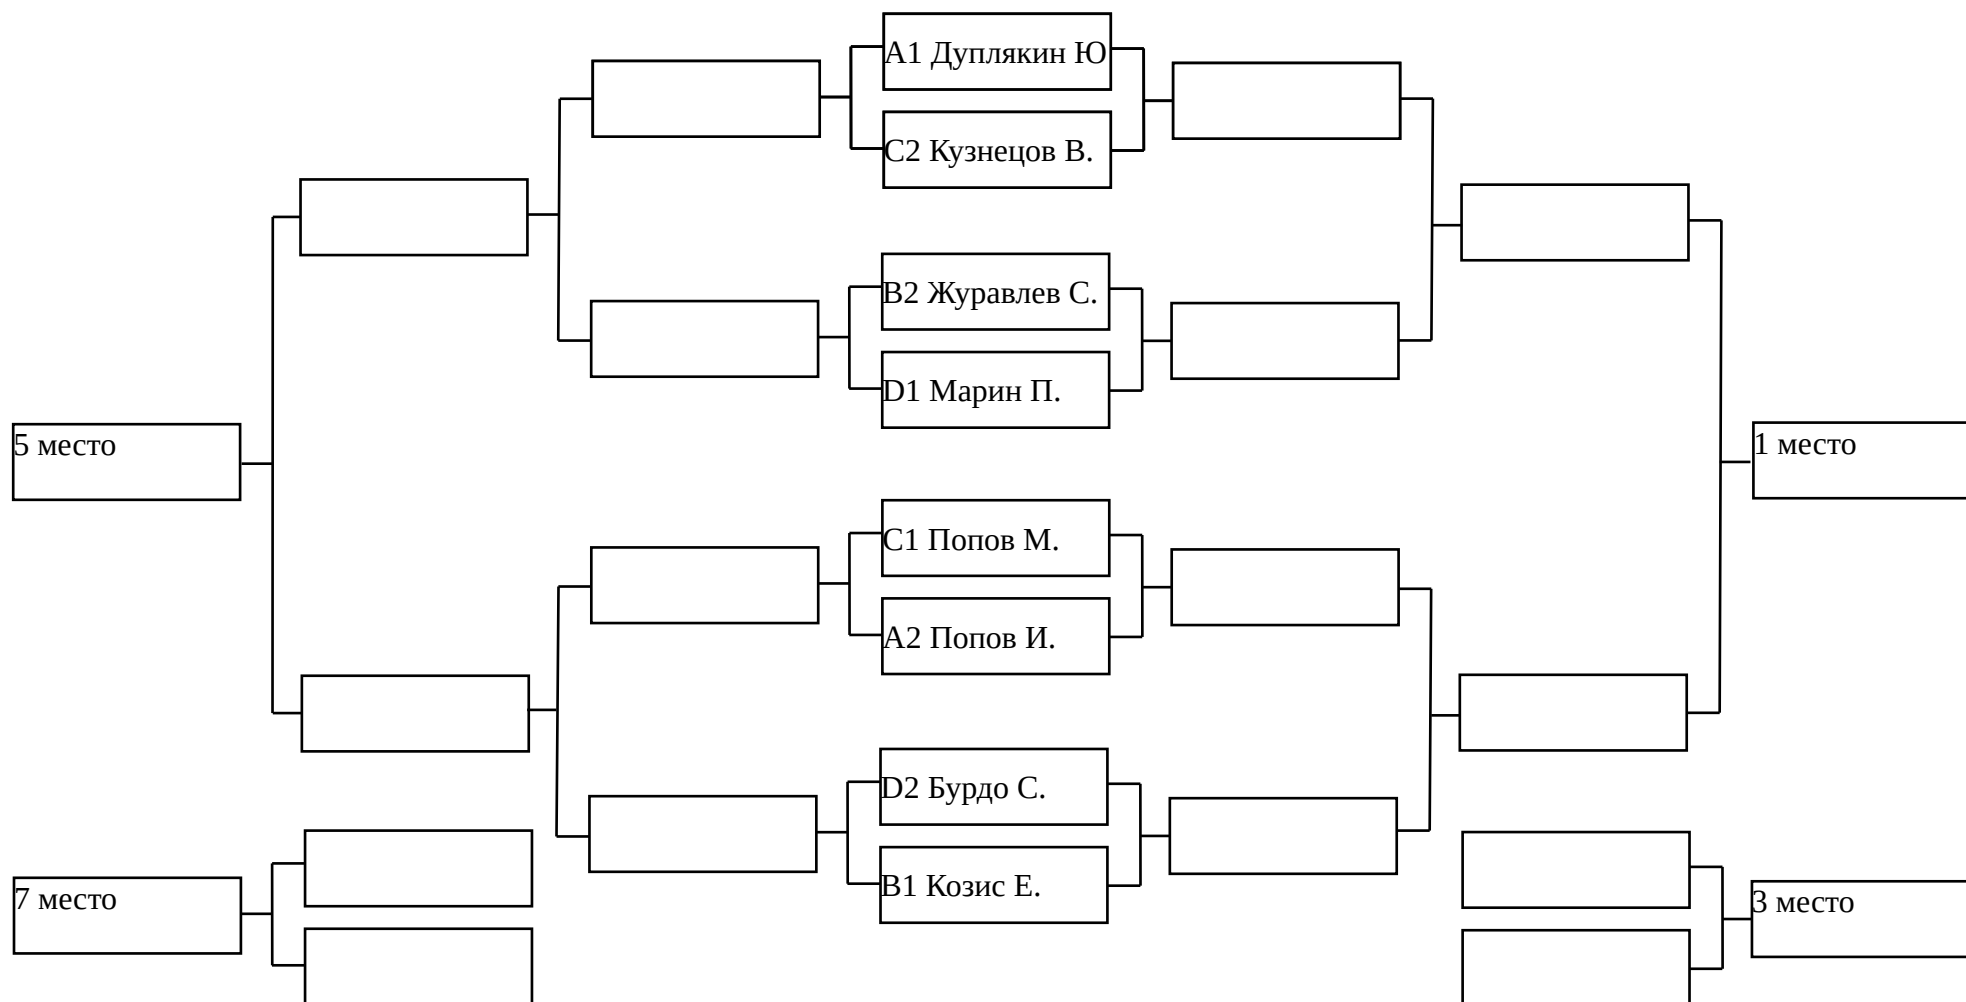 A1 Дуплякин Ю
C2 Кузнецов В.
B2 Журавлев С.
D1 Марин П.
5 место
1 место
C1 Попов М.
A2 Попов И.
D2 Бурдо С.
B1 Козис Е.
7 место
3 место